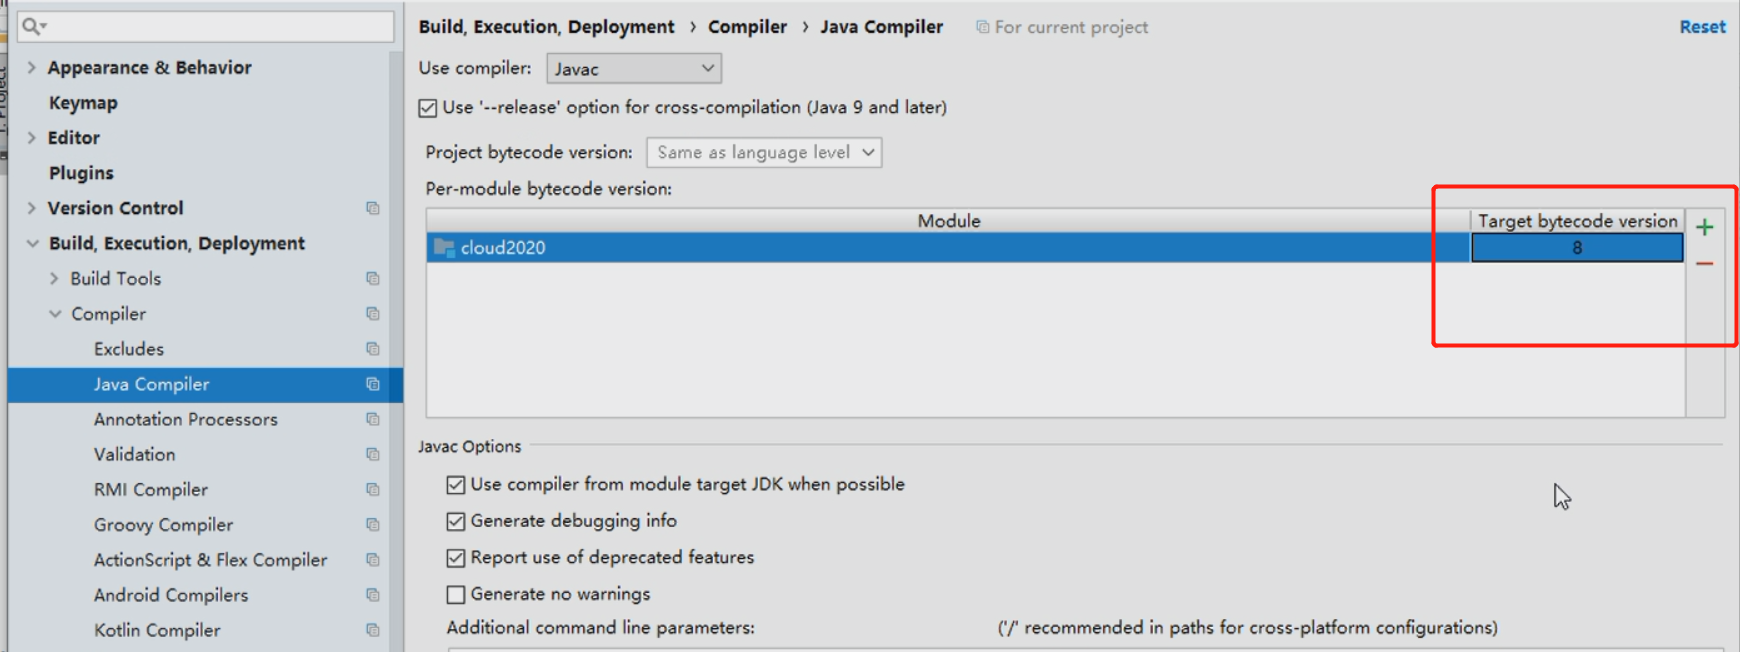 Appearance & Behavior
Keymap
Editor
Plugins
Version Control
Build, Execution, Deployment
Build Tools
Compiler
Excludes
Java Compiler
Annotation Processors
Validation
RMI Compiler
Groovy Compiler
ActionScript & Flex Compiler
Android Compilers
Kotlin Compiler
Build, Execution, Deployment › Compiler › Java Compiler For current project Reset
Use compiler: Javac
Use '--release' option for cross-compilation (Java 9 and later)
Project bytecode version: Same as language level
Per-module bytecode version:
Module Target bytecode version
cloud2020 8
Javac Options
Use compiler from module target JDK when possible
Generate debugging info
Report use of deprecated features
Generate no warnings
Additional command line parameters: ('/' recommended in paths for cross-platform configurations)